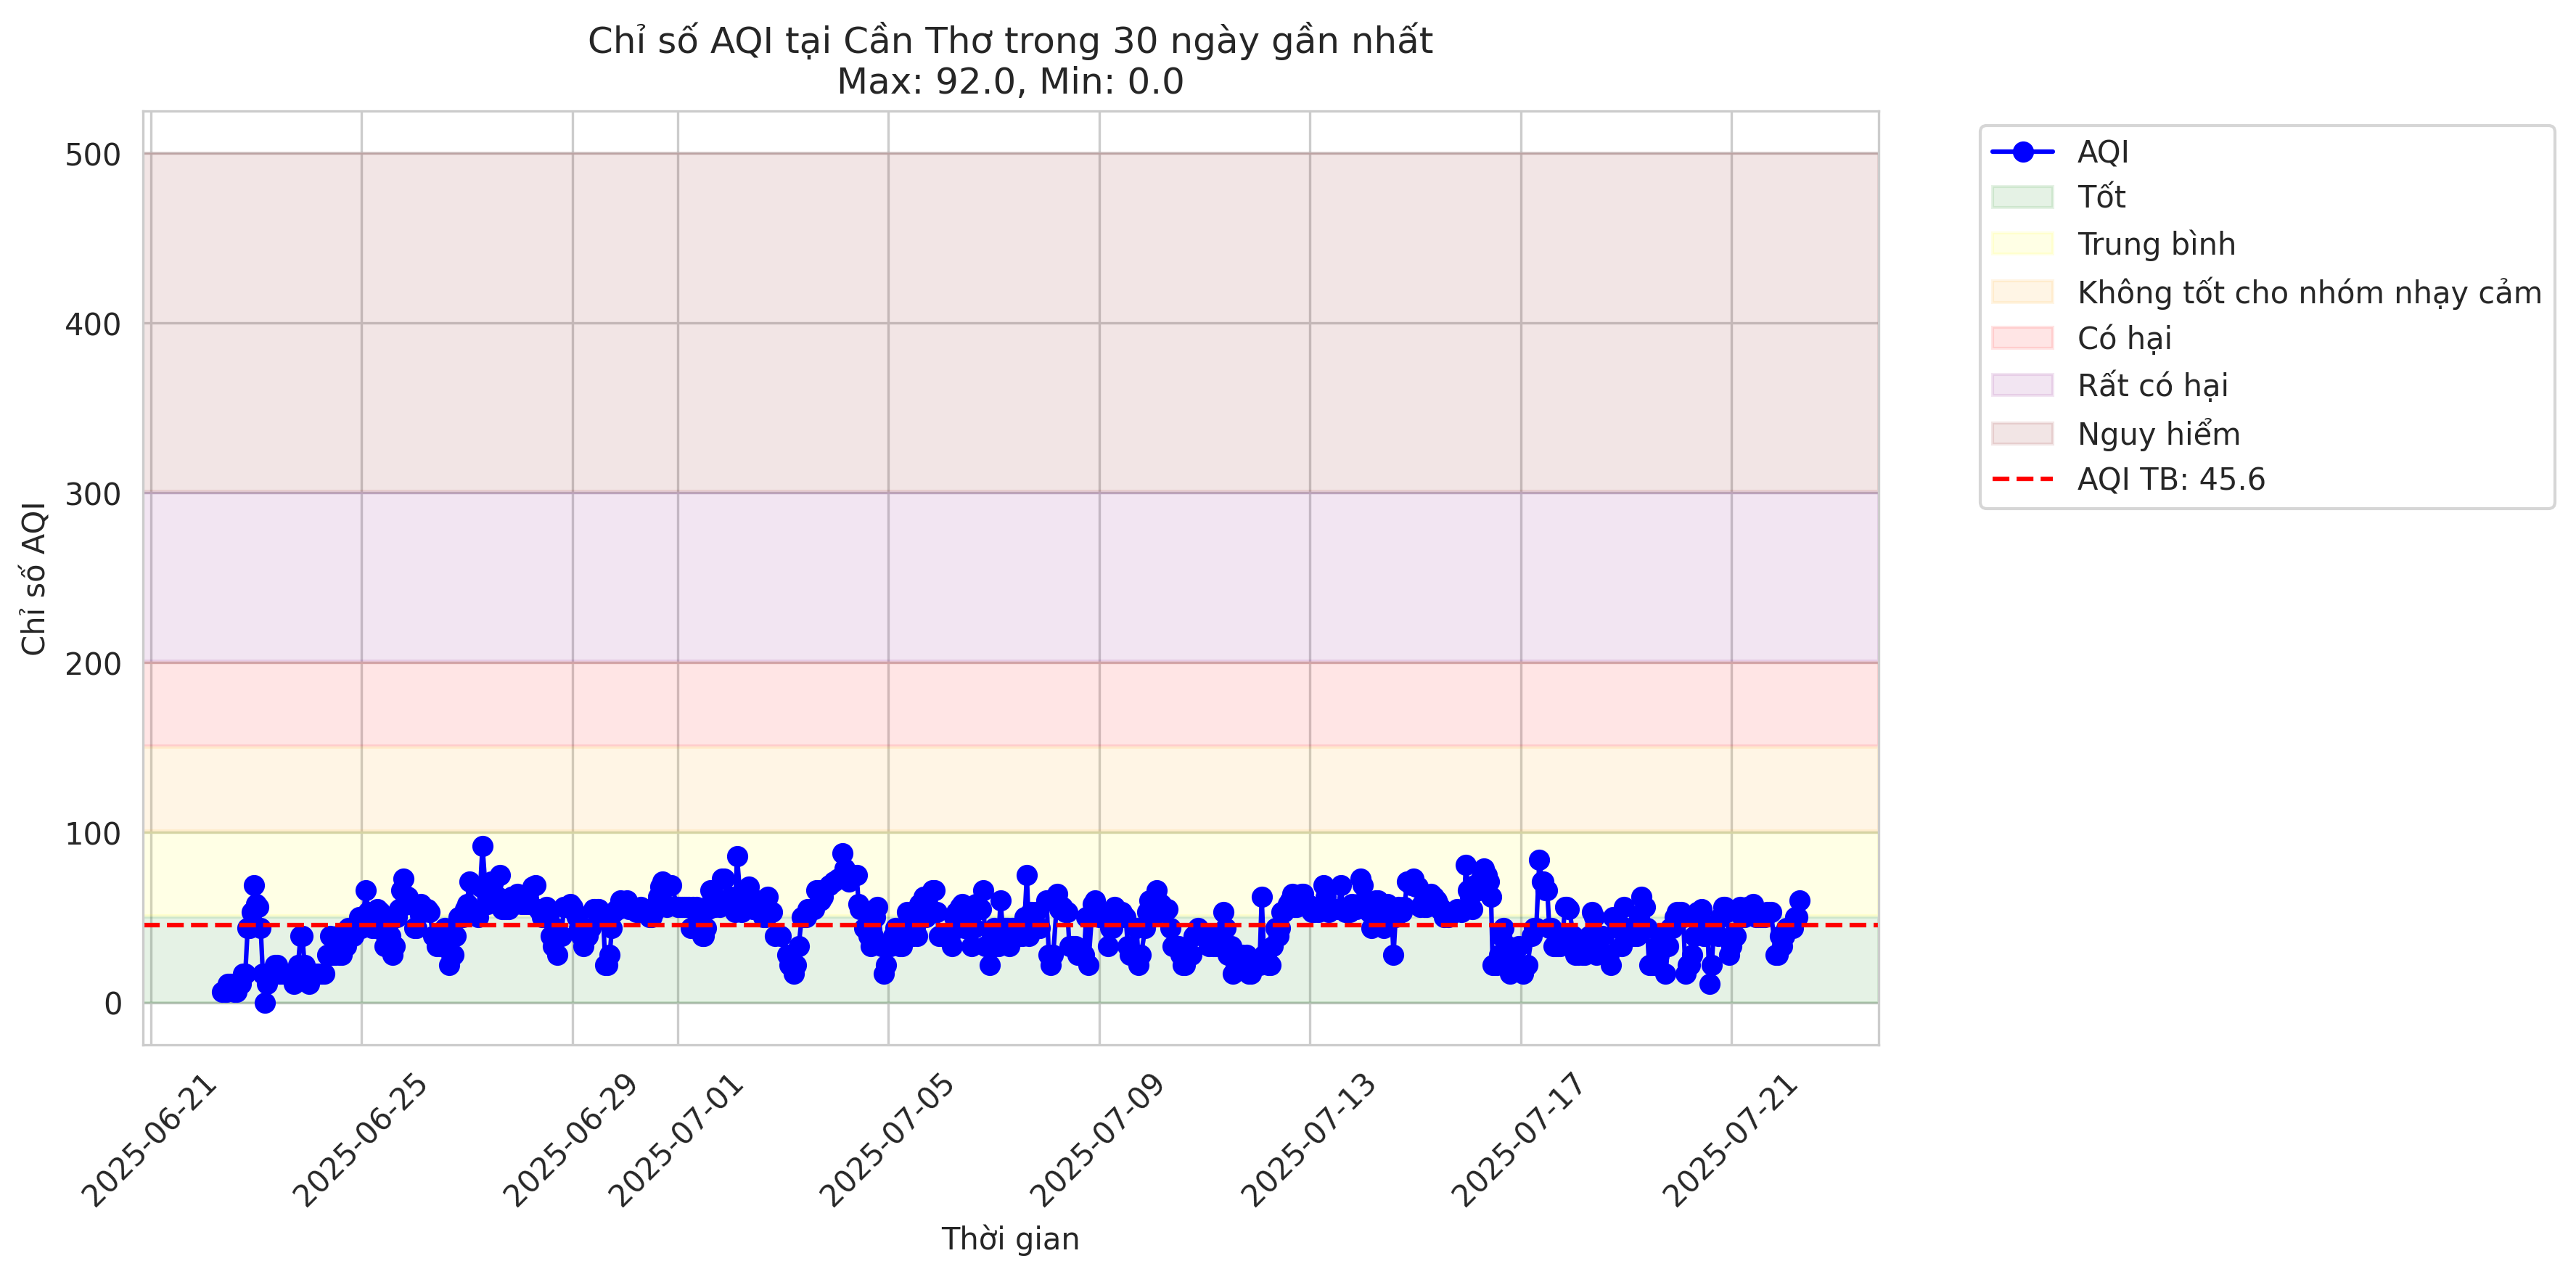 Chỉ số AQI tại Cần Thơ trong 30 ngày gần nhất
Max: 92.0, Min: 0.0
Chỉ số AQI
500
400
300
200
100
0
2025-06-21
2025-06-25
2025-06-29
2025-07-01
2025-07-05
2025-07-09
2025-07-13
2025-07-17
2025-07-21
Thời gian
AQI
Tốt
Trung bình
Không tốt cho nhóm nhạy cảm
Có hại
Rất có hại
Nguy hiểm
AQI TB: 45.6